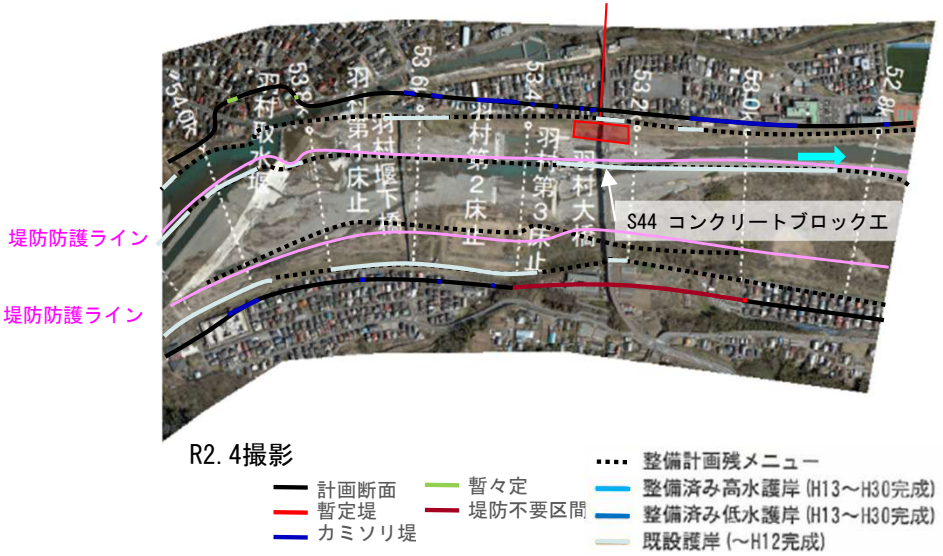 54.0k
羽村取水堰
53.8k
羽村第1床止
羽村堰下橋
53.6k
羽村第2床止
53.4k
羽村第3床止
羽村大橋
53.2k
53.0k
52.8k
S44 コンクリートブロック工
堤防防護ライン
堤防防護ライン
R2.4撮影
計画断面
暫定堤
カミソリ堤
暫々定
堤防不要区間
整備計画残メニュー
整備済み高水護岸(H13～H30完成)
整備済み低水護岸(H13～H30完成)
既設護岸(～H12完成)